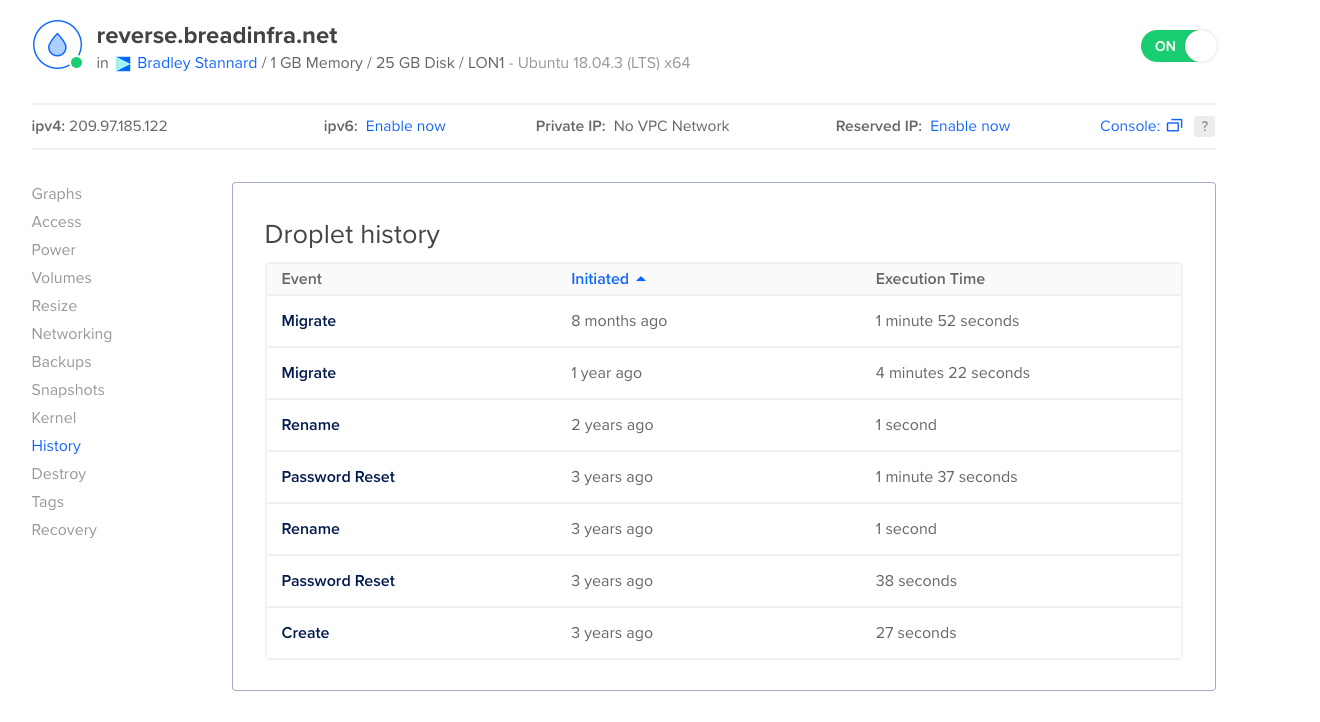 reverse.breadinfra.net
in Bradley Stannard / 1 GB Memory / 25 GB Disk / LON1 - Ubuntu 18.04.3 (LTS) x64
ON
ipv4: 209.97.185.122 ipv6: Enable now Private IP: No VPC Network Reserved IP: Enable now Console: ?
Graphs
Access
Power
Volumes
Resize
Networking
Backups
Snapshots
Kernel
History
Destroy
Tags
Recovery
Droplet history
Event Initiated Execution Time
Migrate 8 months ago 1 minute 52 seconds
Migrate 1 year ago 4 minutes 22 seconds
Rename 2 years ago 1 second
Password Reset 3 years ago 1 minute 37 seconds
Rename 3 years ago 1 second
Password Reset 3 years ago 38 seconds
Create 3 years ago 27 seconds